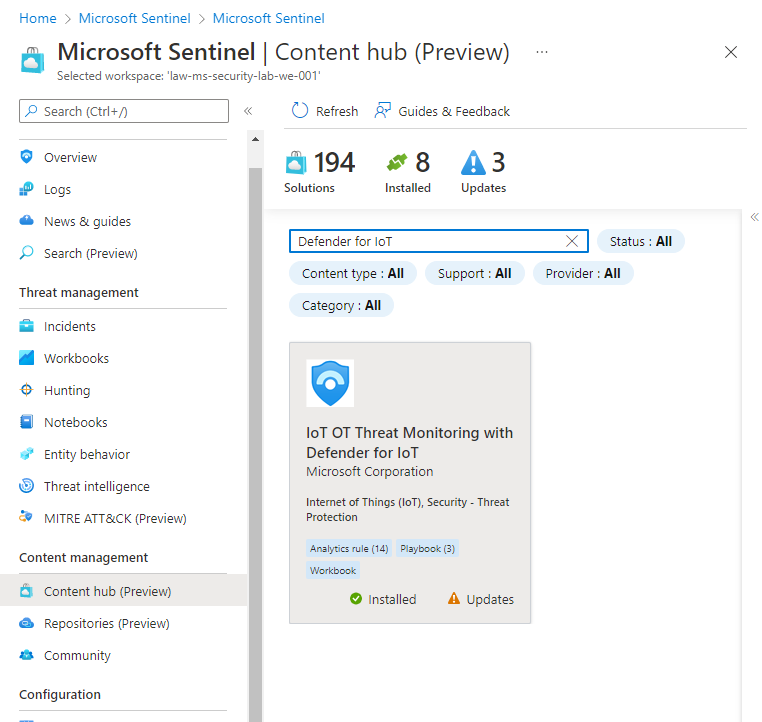 Home > Microsoft Sentinel > Microsoft Sentinel
Microsoft Sentinel | Content hub (Preview) ...
Selected workspace: 'law-ms-security-lab-we-001'
Search (Ctrl+/)
«
Refresh
Guides & Feedback
Overview
Logs
News & guides
Search (Preview)
Threat management
Incidents
Workbooks
Hunting
Notebooks
Entity behavior
Threat intelligence
MITRE ATT&CK (Preview)
Content management
Content hub (Preview)
Repositories (Preview)
Community
Configuration
194
Solutions
8
Installed
3
Updates
«
Defender for IoT
Status : All
Content type : All
Support : All
Provider : All
Category : All
IoT OT Threat Monitoring with
Defender for IoT
Microsoft Corporation
Internet of Things (IoT), Security - Threat
Protection
Analytics rule (14)
Playbook (3)
Workbook
Installed
Updates